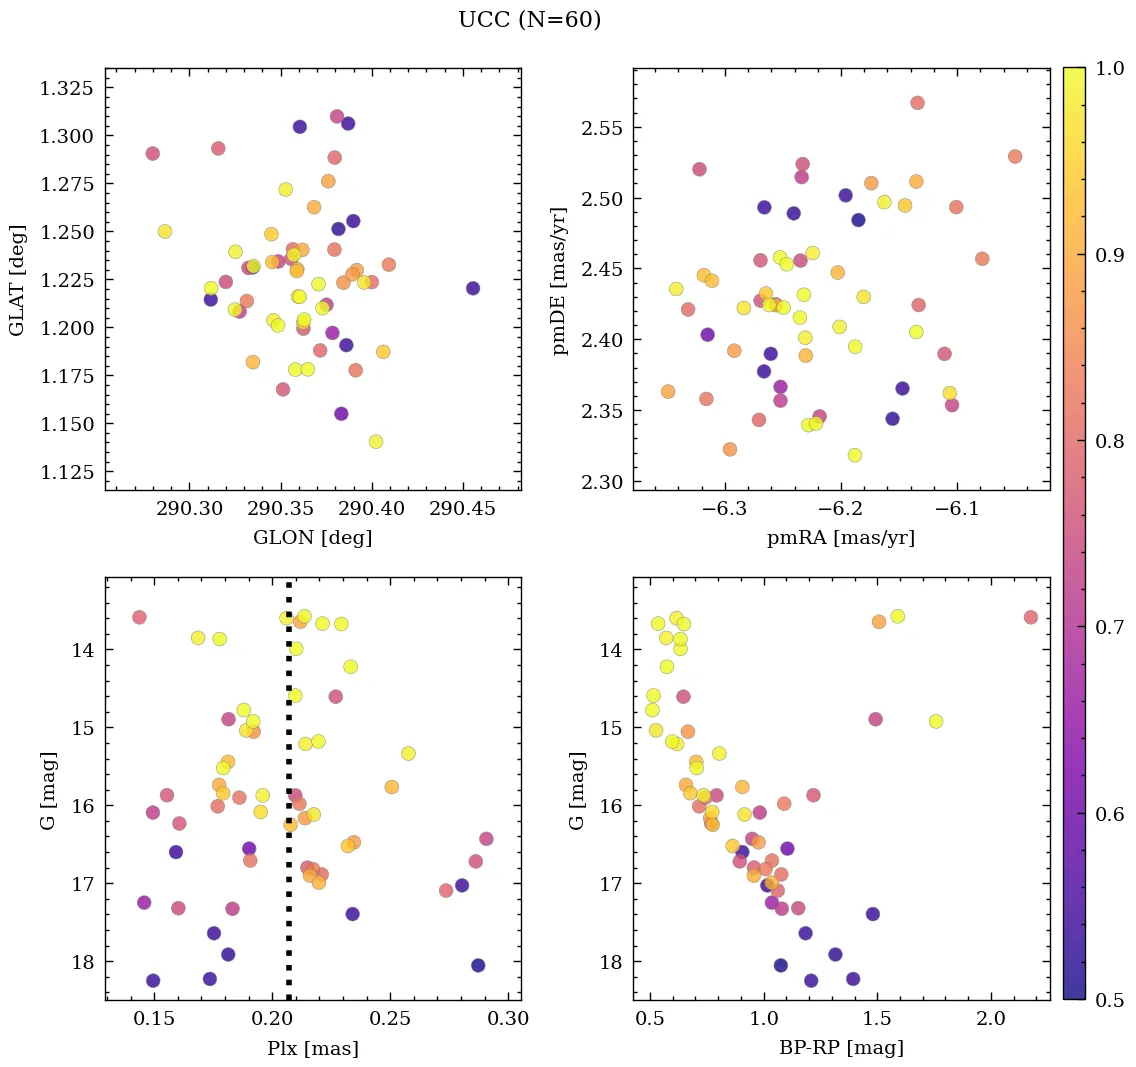 UCC (N=60)
1.325
1.300
1.275
1.250
1.225
1.200
1.175
1.150
1.125
GLAT [deg]
290.30 290.35 290.40 290.45
GLON [deg]
2.55
2.50
2.45
2.40
2.35
2.30
pmDE [mas/yr]
−6.3 −6.2 −6.1
pmRA [mas/yr]
14
15
16
17
18
G [mag]
0.15 0.20 0.25 0.30
Plx [mas]
14
15
16
17
18
G [mag]
0.5 1.0 1.5 2.0
BP-RP [mag]
1.0
0.9
0.8
0.7
0.6
0.5